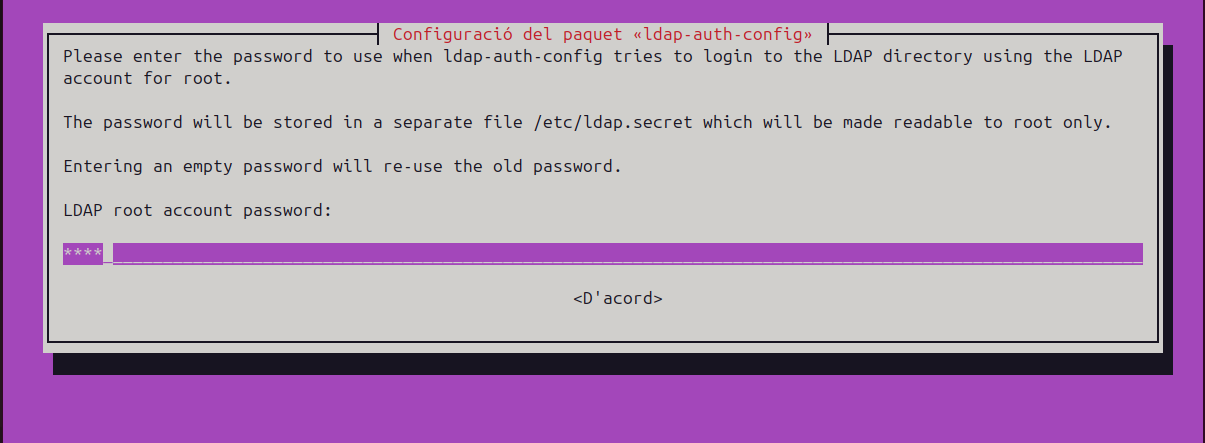 Configuració del paquet «ldap-auth-config»
Please enter the password to use when ldap-auth-config tries to login to the LDAP directory using the LDAP
account for root.
The password will be stored in a separate file /etc/ldap.secret which will be made readable to root only.
Entering an empty password will re-use the old password.
LDAP root account password:
****
<D'acord>